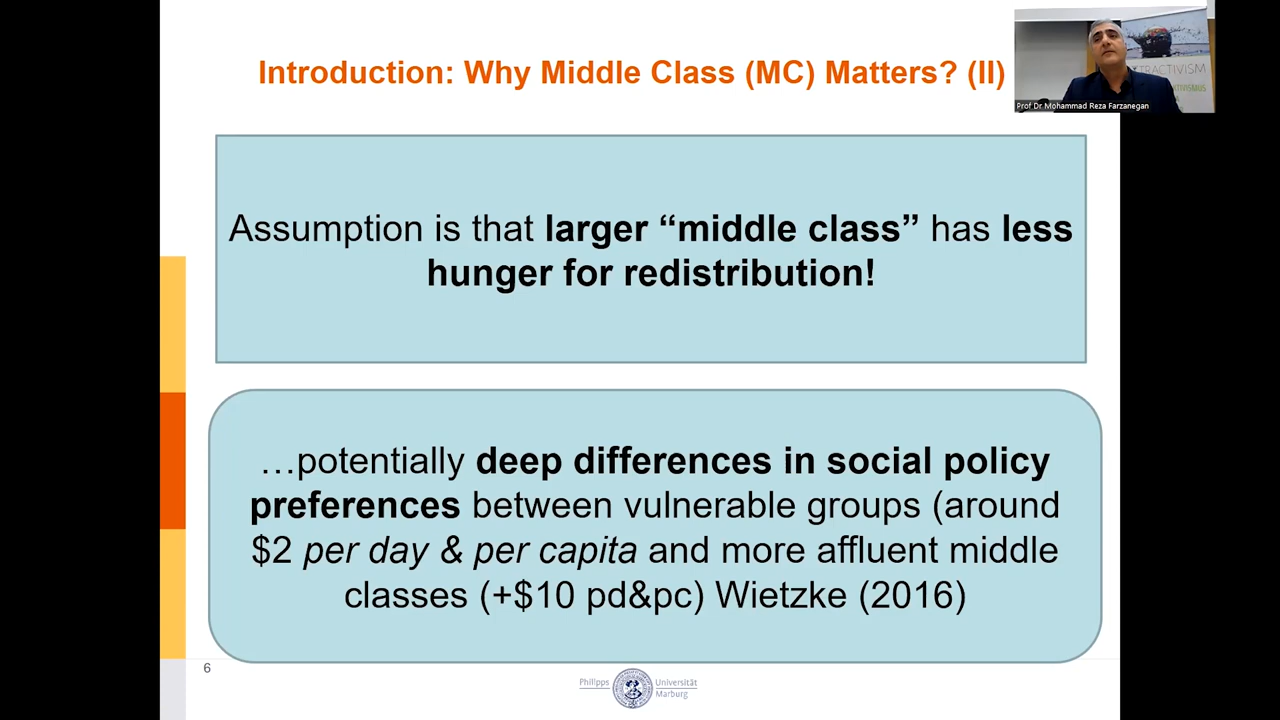 Introduction: Why Middle Class (MC) Matters? (II)
TRACTIVISM
Prof Dr Mohammad Reza Farzanegan
Assumption is that larger “middle class” has less
hunger for redistribution!
…potentially deep differences in social policy
preferences between vulnerable groups (around
$2 per day & per capita and more affluent middle
classes (+$10 pd&pc) Wietzke (2016)
6
Philipps
Universität
Marburg